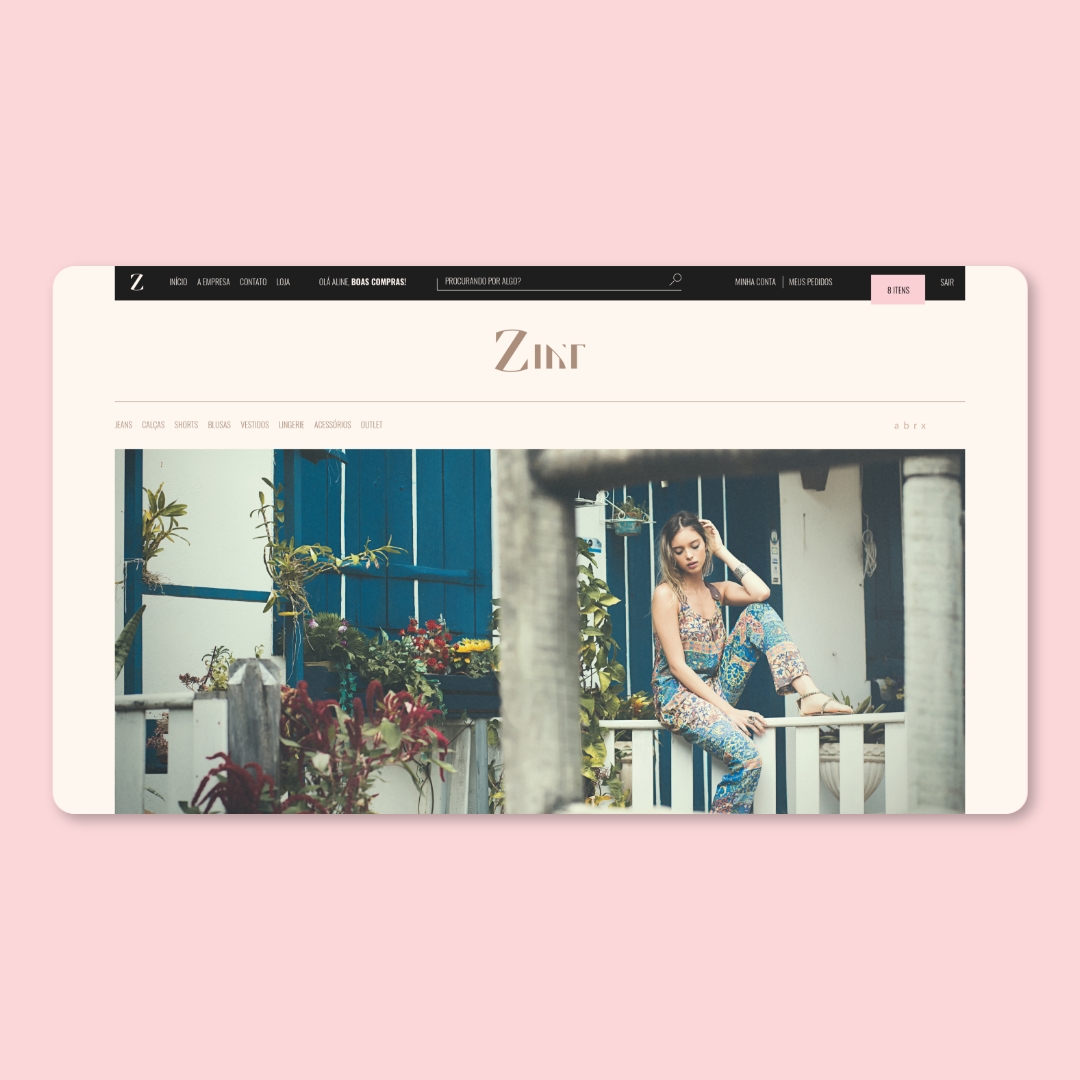 Z INÍCIO A EMPRESA CONTATO LOJA OLÁ ALINE, BOAS COMPRAS! PROCURANDO POR ALGO? MINHA CONTA | MEUS PEDIDOS 8 ITENS SAIR
ZINT
JEANS CALÇAS SHORTS BLUSAS VESTIDOS LINGERIE ACESSÓRIOS OUTLET abrx